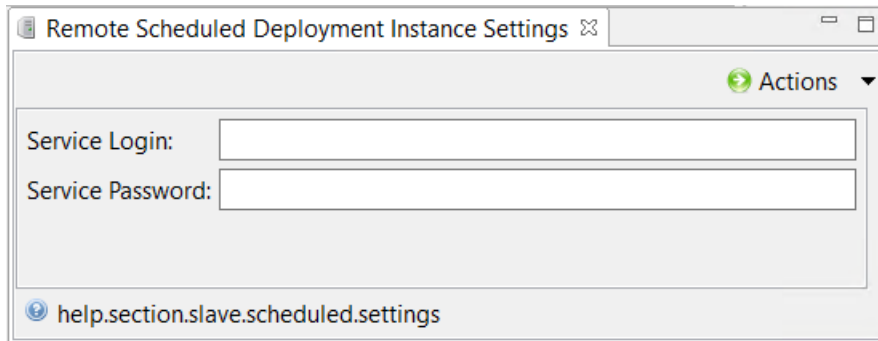 Remote Scheduled Deployment Instance Settings
Actions
Service Login:
Service Password:
help.section.slave.scheduled.settings